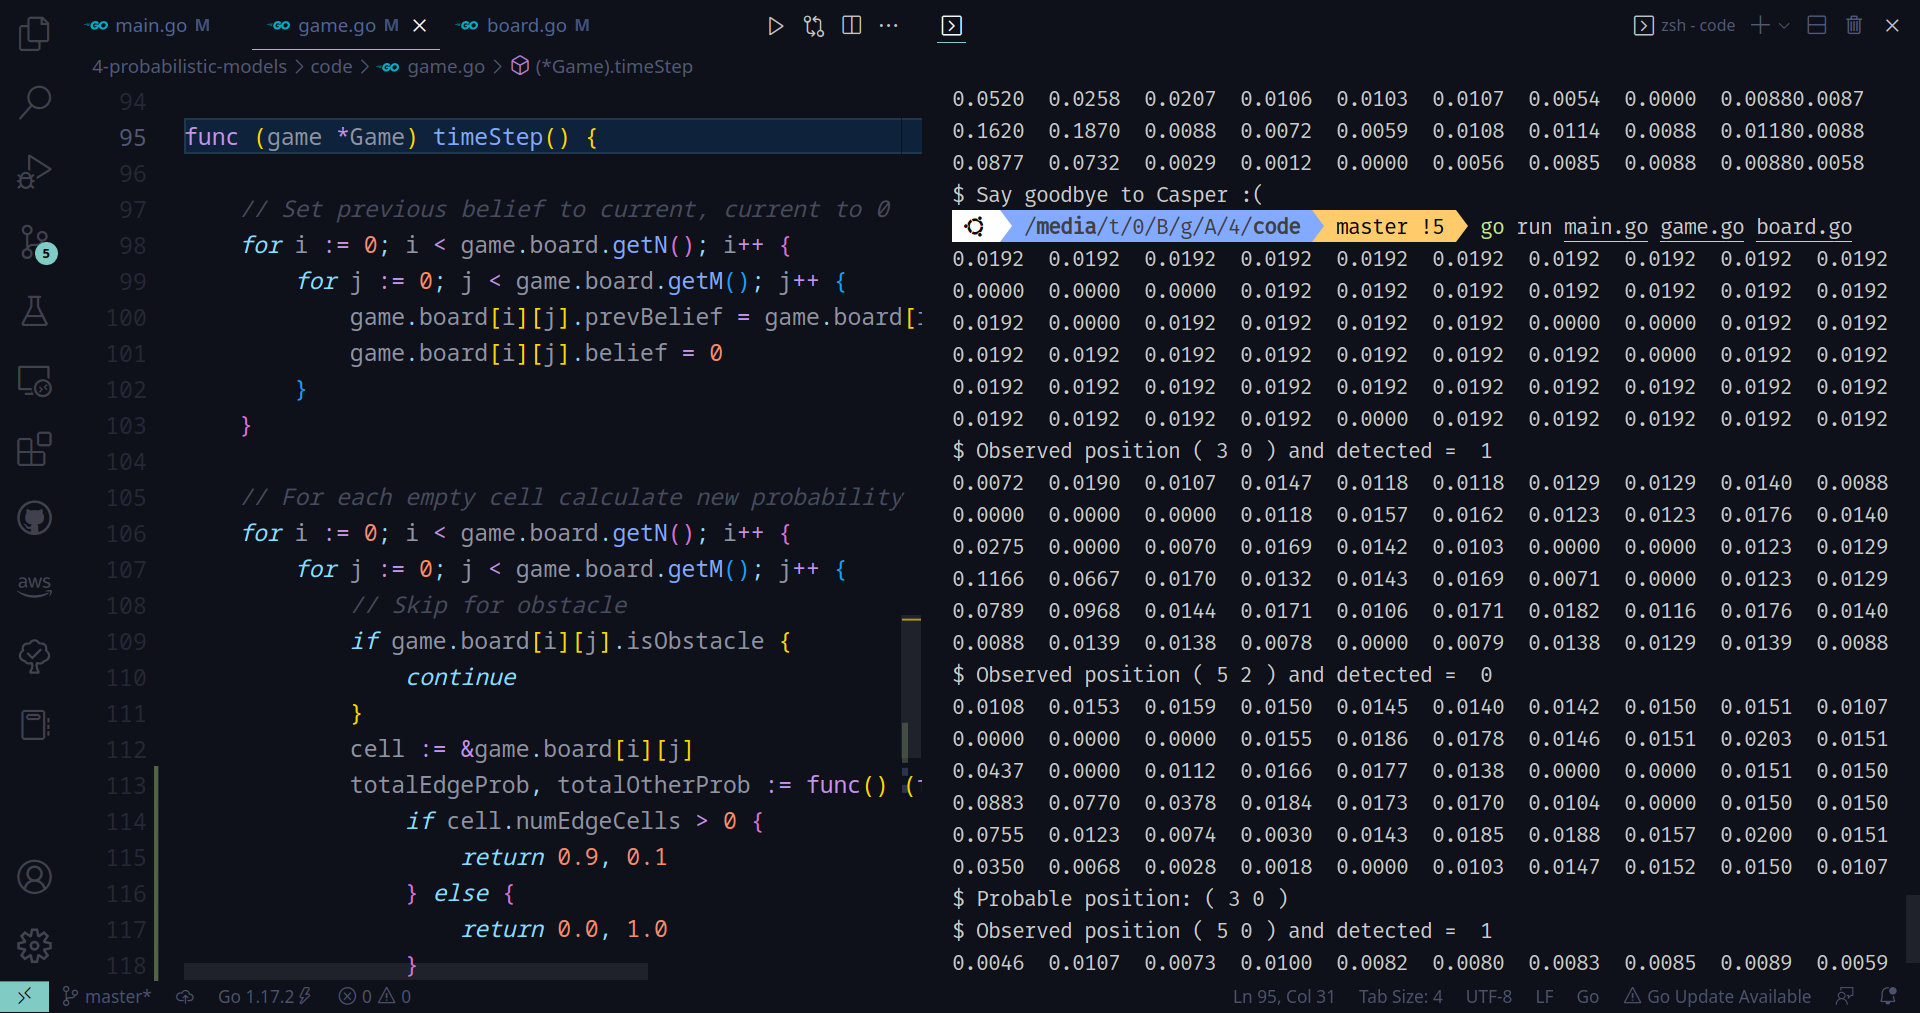 main.go M game.go M board.go M
4-probabilistic-models > code > game.go > (*Game).timeStep
94
95 func (game *Game) timeStep() {
96
97 // Set previous belief to current, current to 0
98 for i := 0; i < game.board.getN(); i++ {
99 for j := 0; j < game.board.getM(); j++ {
100 game.board[i][j].prevBelief = game.board[i
101 game.board[i][j].belief = 0
102 }
103 }
104
105 // For each empty cell calculate new probability
106 for i := 0; i < game.board.getN(); i++ {
107 for j := 0; j < game.board.getM(); j++ {
108 // Skip for obstacle
109 if game.board[i][j].isObstacle {
110 continue
111 }
112 cell := &game.board[i][j]
113 totalEdgeProb, totalOtherProb := func() (
114 if cell.numEdgeCells > 0 {
115 return 0.9, 0.1
116 } else {
117 return 0.0, 1.0
118 }
5
aws
zsh - code
0.0520 0.0258 0.0207 0.0106 0.0103 0.0107 0.0054 0.0000 0.00880.0087
0.1620 0.1870 0.0088 0.0072 0.0059 0.0108 0.0114 0.0088 0.01180.0088
0.0877 0.0732 0.0029 0.0012 0.0000 0.0056 0.0085 0.0088 0.00880.0058
$ Say goodbye to Casper :(
/media/t/0/B/g/A/4/code master !5 go run main.go game.go board.go
0.0192 0.0192 0.0192 0.0192 0.0192 0.0192 0.0192 0.0192 0.0192 0.0192
0.0000 0.0000 0.0000 0.0192 0.0192 0.0192 0.0192 0.0192 0.0192 0.0192
0.0192 0.0000 0.0192 0.0192 0.0192 0.0192 0.0000 0.0000 0.0192 0.0192
0.0192 0.0192 0.0192 0.0192 0.0192 0.0192 0.0192 0.0000 0.0192 0.0192
0.0192 0.0192 0.0192 0.0192 0.0192 0.0192 0.0192 0.0192 0.0192 0.0192
0.0192 0.0192 0.0192 0.0192 0.0000 0.0192 0.0192 0.0192 0.0192 0.0192
$ Observed position ( 3 0 ) and detected = 1
0.0072 0.0190 0.0107 0.0147 0.0118 0.0118 0.0129 0.0129 0.0140 0.0088
0.0000 0.0000 0.0000 0.0118 0.0157 0.0162 0.0123 0.0123 0.0176 0.0140
0.0275 0.0000 0.0070 0.0169 0.0142 0.0103 0.0000 0.0000 0.0123 0.0129
0.1166 0.0667 0.0170 0.0132 0.0143 0.0169 0.0071 0.0000 0.0123 0.0129
0.0789 0.0968 0.0144 0.0171 0.0106 0.0171 0.0182 0.0116 0.0176 0.0140
0.0088 0.0139 0.0138 0.0078 0.0000 0.0079 0.0138 0.0129 0.0139 0.0088
$ Observed position ( 5 2 ) and detected = 0
0.0108 0.0153 0.0159 0.0150 0.0145 0.0140 0.0142 0.0150 0.0151 0.0107
0.0000 0.0000 0.0000 0.0155 0.0186 0.0178 0.0146 0.0151 0.0203 0.0151
0.0437 0.0000 0.0112 0.0166 0.0177 0.0138 0.0000 0.0000 0.0151 0.0150
0.0883 0.0770 0.0378 0.0184 0.0173 0.0170 0.0104 0.0000 0.0150 0.0150
0.0755 0.0123 0.0074 0.0030 0.0143 0.0185 0.0188 0.0157 0.0200 0.0151
0.0350 0.0068 0.0028 0.0018 0.0000 0.0103 0.0147 0.0152 0.0150 0.0107
$ Probable position: ( 3 0 )
$ Observed position ( 5 0 ) and detected = 1
0.0046 0.0107 0.0073 0.0100 0.0082 0.0080 0.0083 0.0085 0.0089 0.0059
master* Go 1.17.2 0 0 Ln 95, Col 31 Tab Size: 4 UTF-8 LF Go Go Update Available